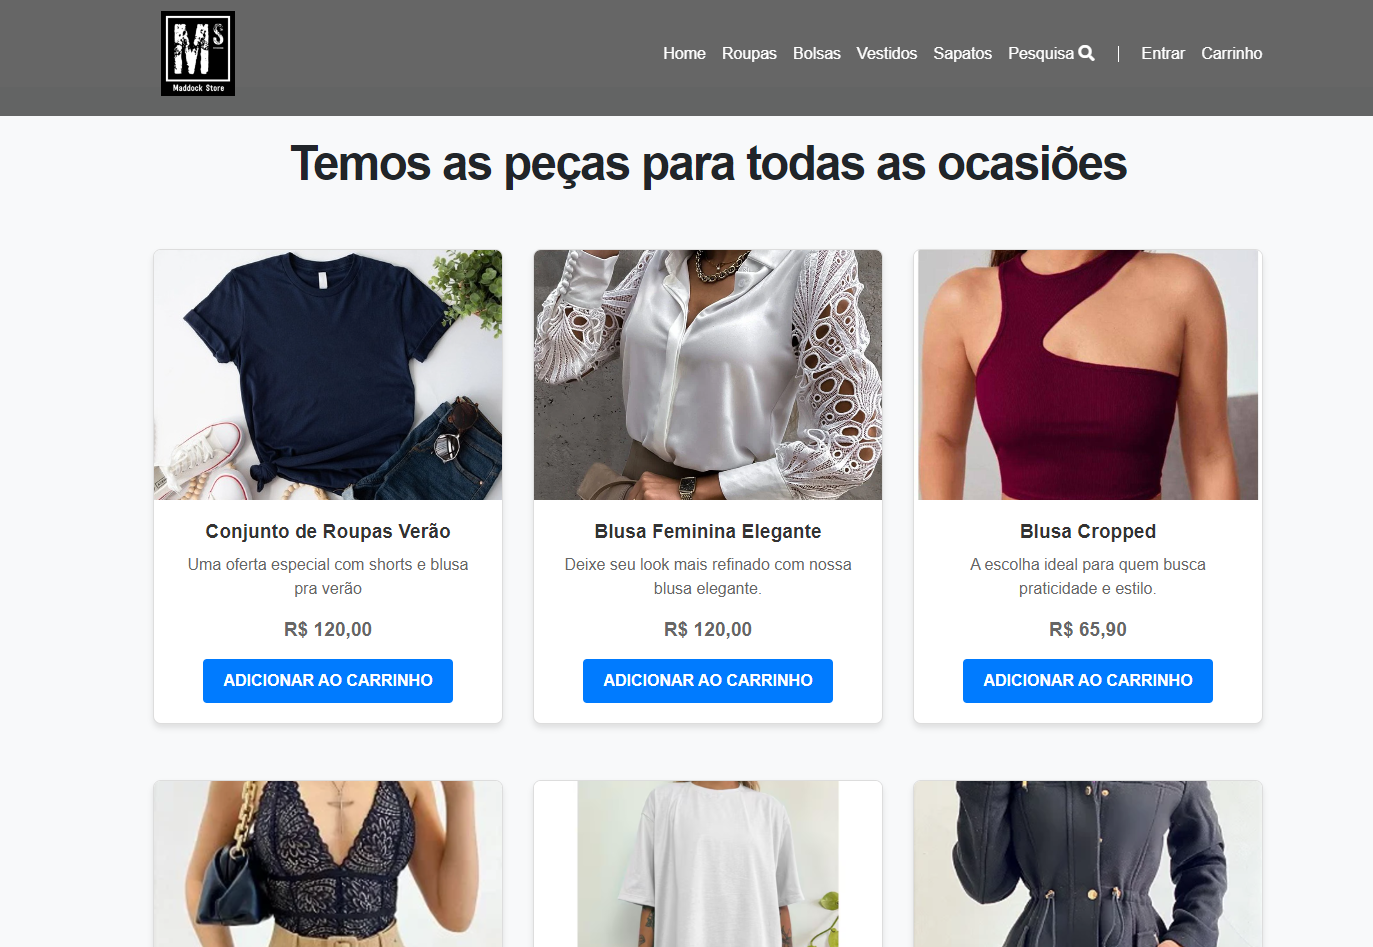 Ms
Maddock Store
Home Roupas Bolsas Vestidos Sapatos Pesquisa | Entrar Carrinho
Temos as peças para todas as ocasiões
Conjunto de Roupas Verão
Uma oferta especial com shorts e blusa
pra verão
R$ 120,00
ADICIONAR AO CARRINHO
Blusa Feminina Elegante
Deixe seu look mais refinado com nossa
blusa elegante.
R$ 120,00
ADICIONAR AO CARRINHO
Blusa Cropped
A escolha ideal para quem busca
praticidade e estilo.
R$ 65,90
ADICIONAR AO CARRINHO